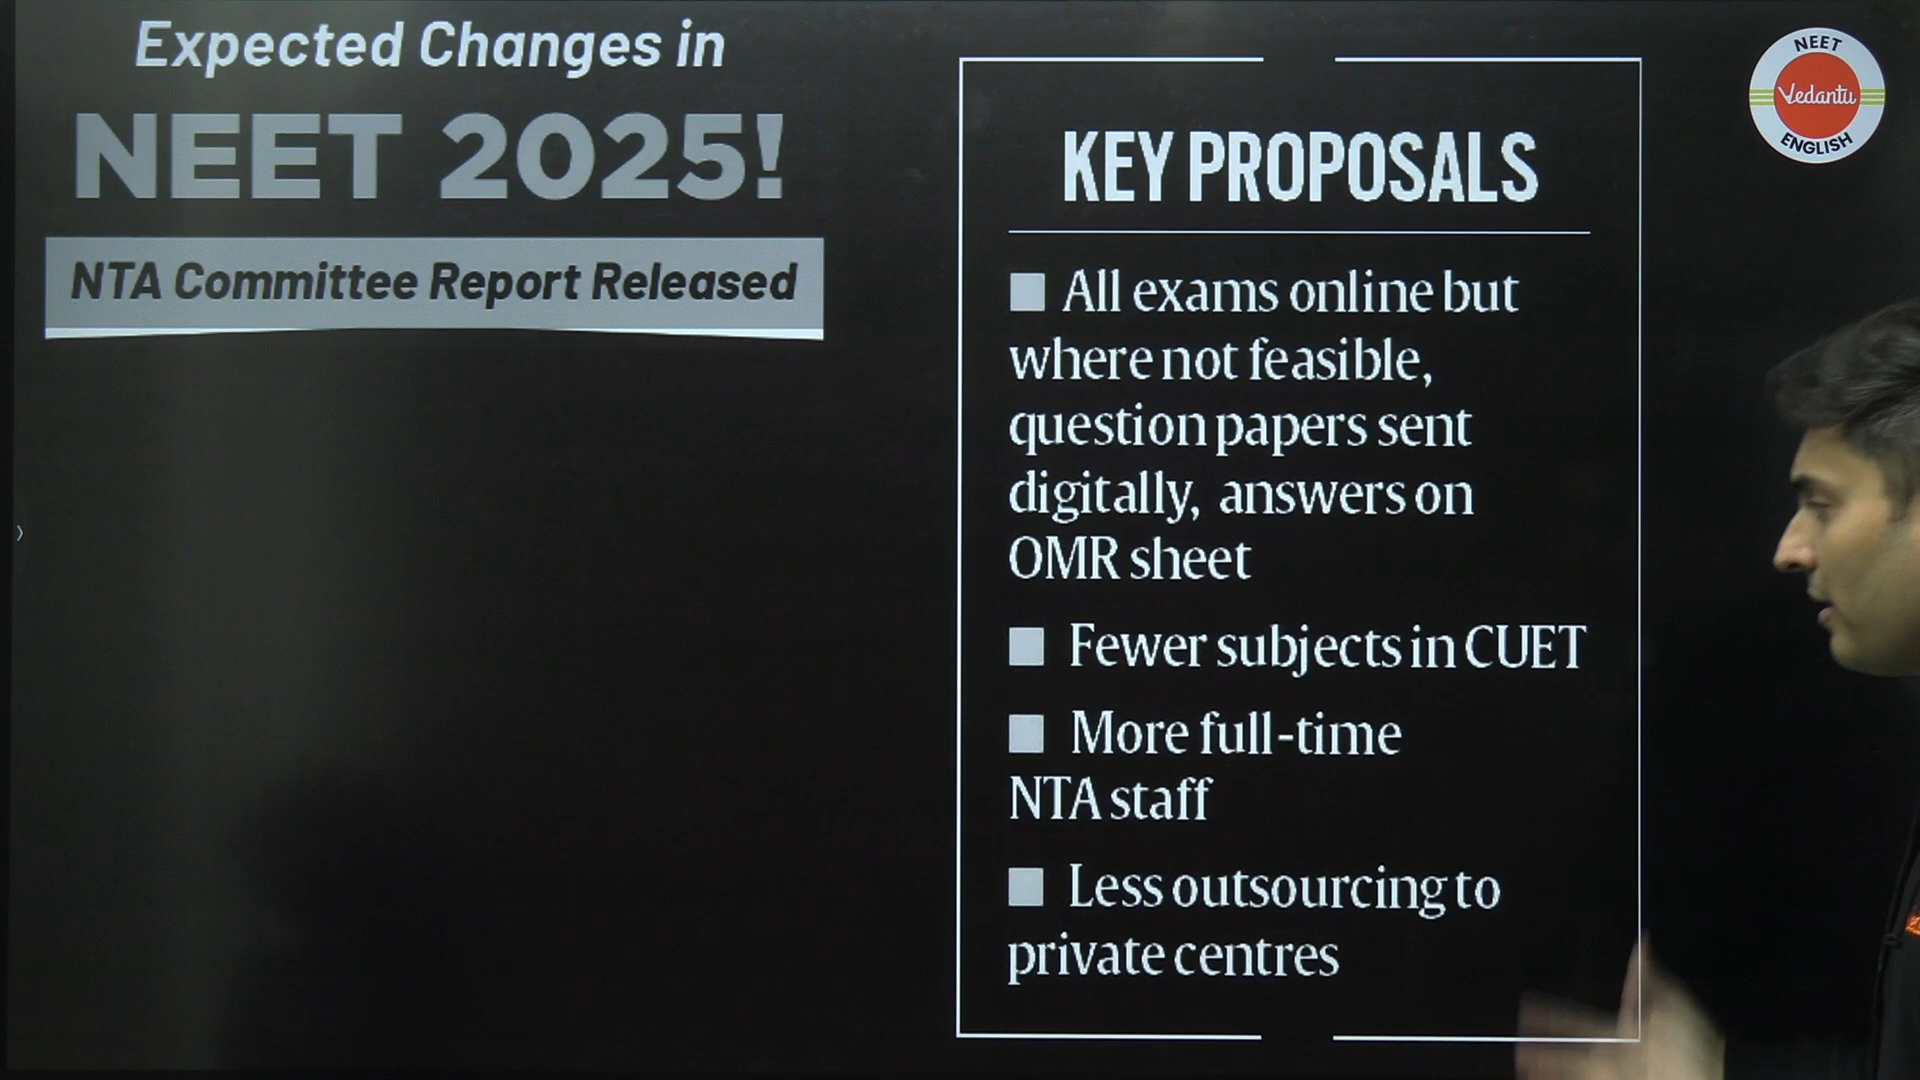 Expected Changes in
NEET 2025!
NTA Committee Report Released
KEY PROPOSALS
All exams online but
where not feasible,
question papers sent
digitally, answers on
OMR sheet
Fewer subjects in CUET
More full-time
NTA staff
Less outsourcing to
private centres
NEET
Vedantu
ENGLISH